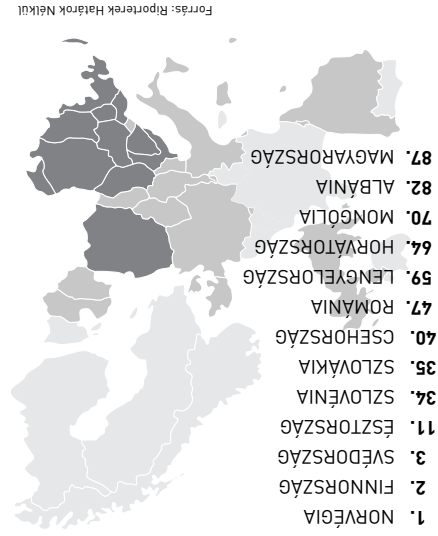 1. NORVÉGIA
2. FINNORSZÁG
3. SVÉDORSZÁG
11. ÉSZTORSZÁG
34. SZLOVÉNIA
35. SZLOVÁKIA
40. CSEHORSZÁG
47. ROMÁNIA
59. LENGYELORSZÁG
64. HORVÁTORSZÁG
70. MONGÓLIA
82. ALBÁNIA
87. MAGYARORSZÁG
Forrás: Riporterek Határok Nélkül